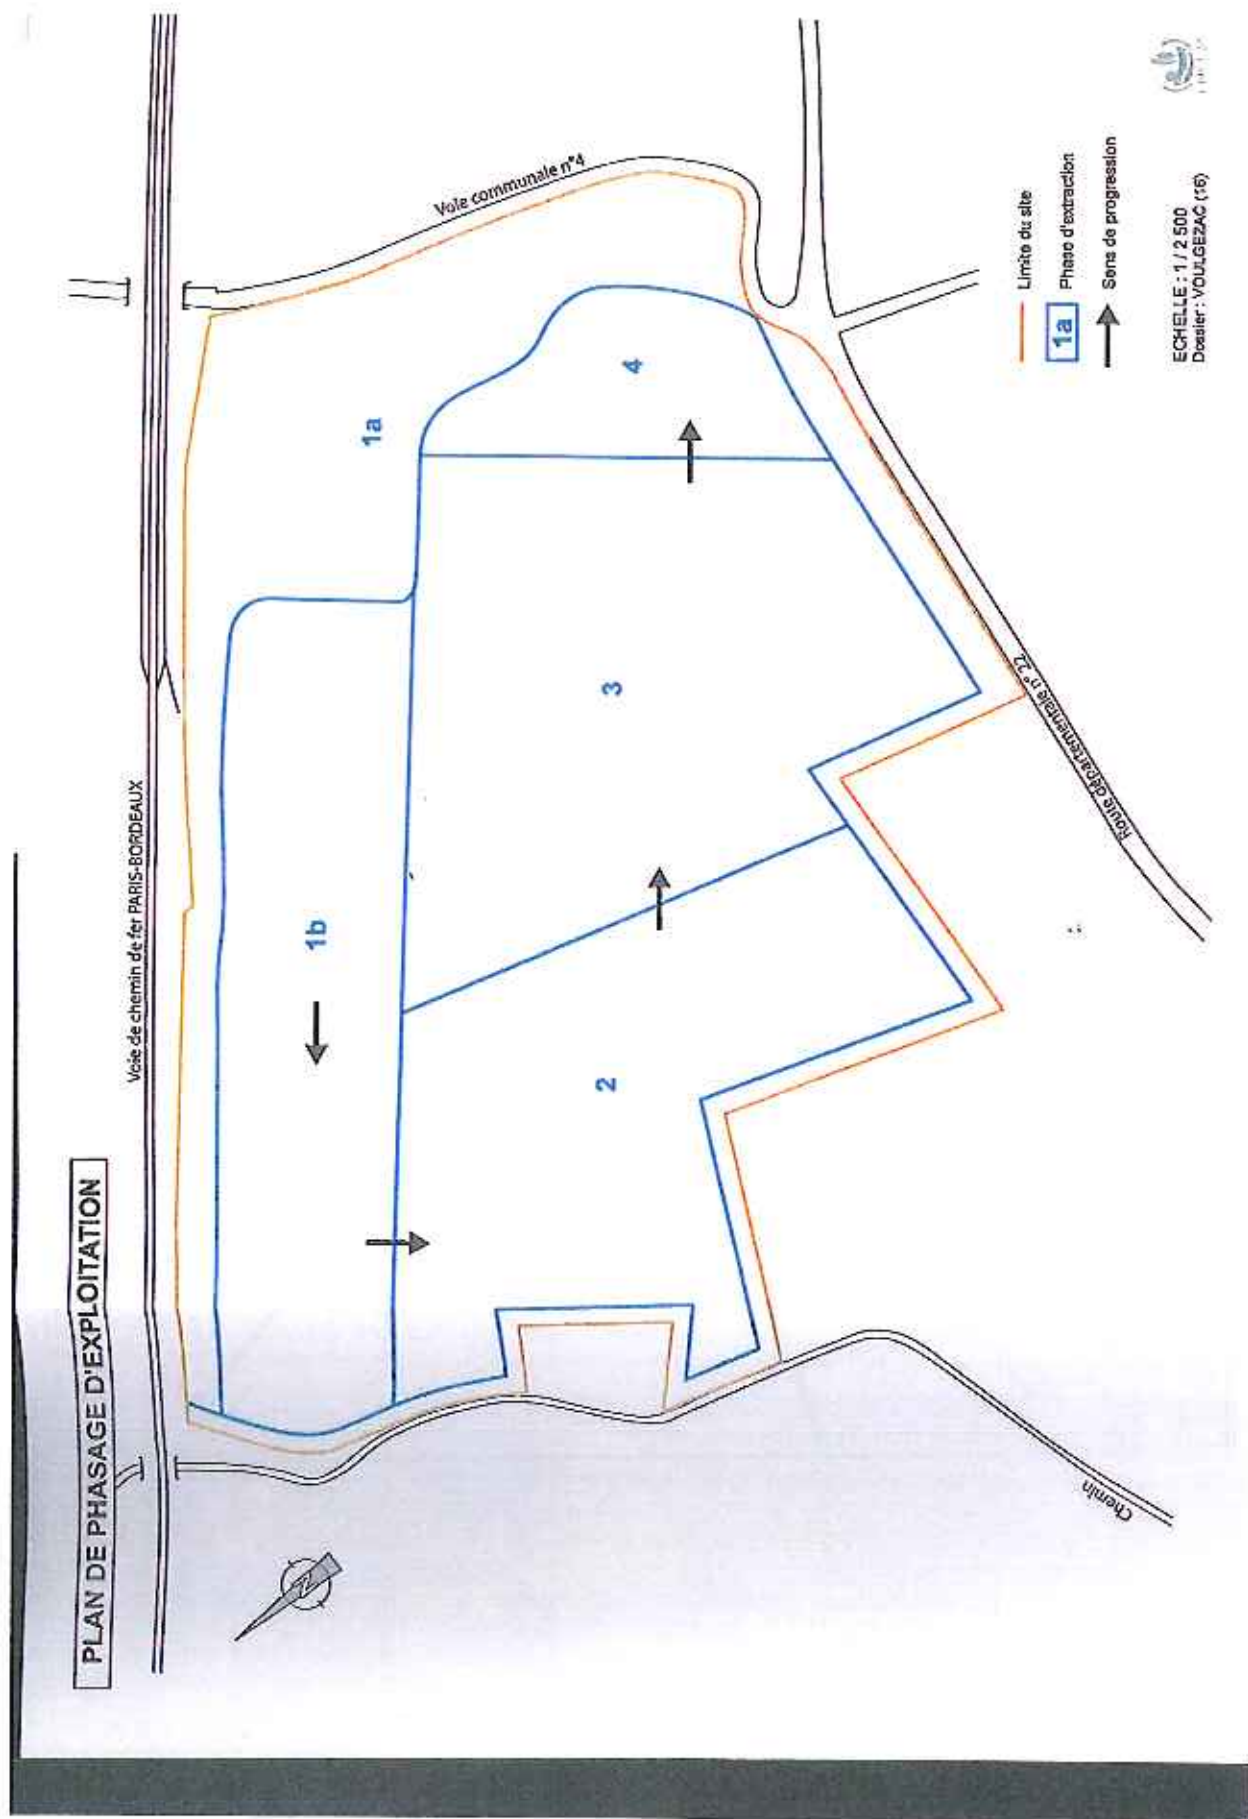 PLAN DE PHASAGE D'EXPLOITATION
Voie de chemin de fer PARIS-BORDEAUX
Voie communale n°4
1a
1b
2
3
4
Route départementale n° 22
Chemin
N
Limite du site
1a
Phase d'extraction
Sens de progression
ECHELLE : 1 / 2 500
Dossier : VOULGEZAC (16)